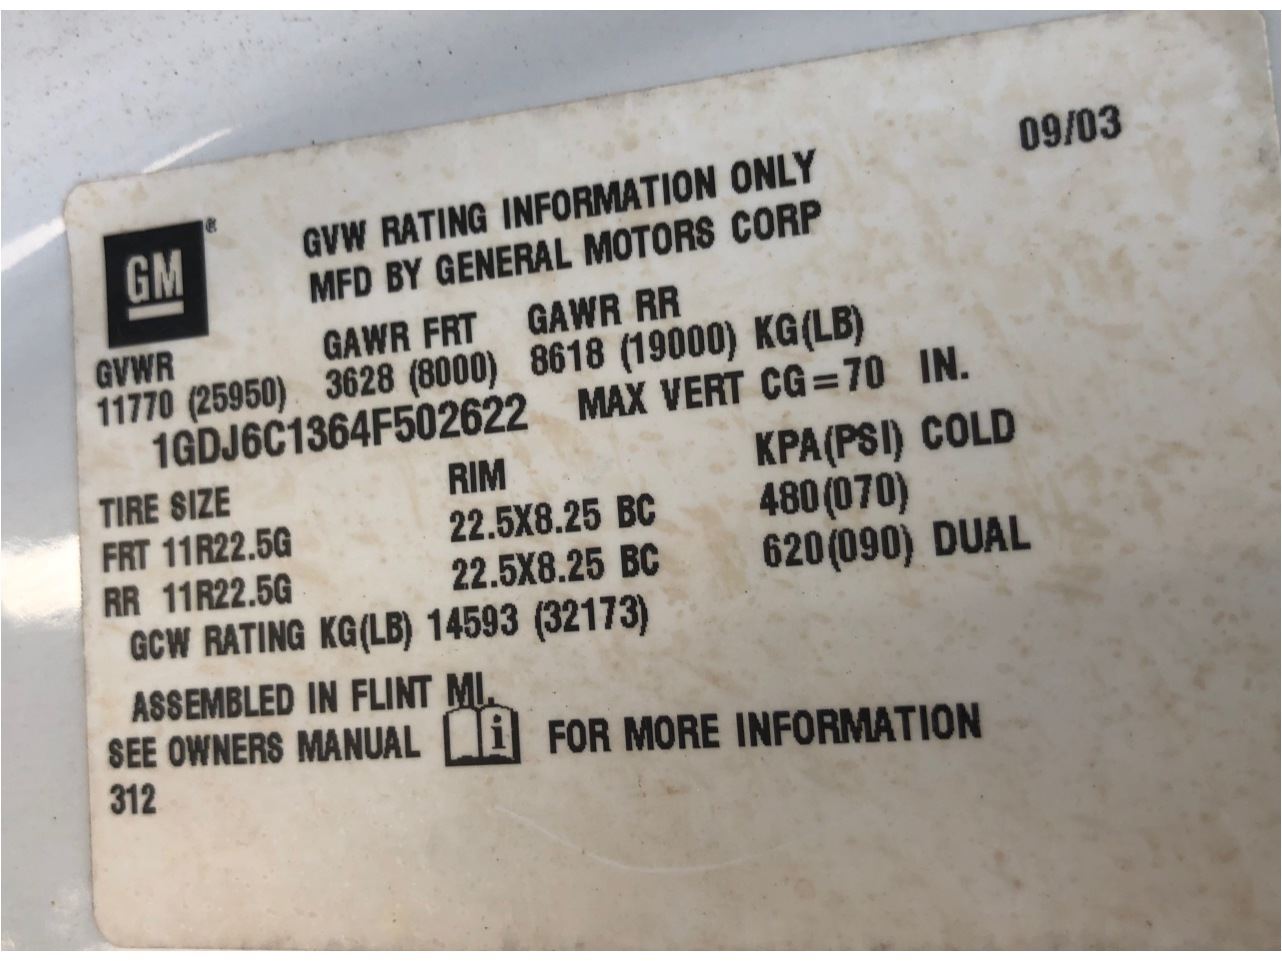 09/03
GM®
GVW RATING INFORMATION ONLY
MFD BY GENERAL MOTORS CORP
GVWR GAWR FRT GAWR RR
11770 (25950) 3628 (8000) 8618 (19000) KG(LB)
1GDJ6C1364F502622 MAX VERT CG=70 IN.
TIRE SIZE RIM KPA(PSI) COLD
FRT 11R22.5G 22.5X8.25 BC 480(070)
RR 11R22.5G 22.5X8.25 BC 620(090) DUAL
GCW RATING KG(LB) 14593 (32173)
ASSEMBLED IN FLINT MI.
SEE OWNERS MANUAL i FOR MORE INFORMATION
312